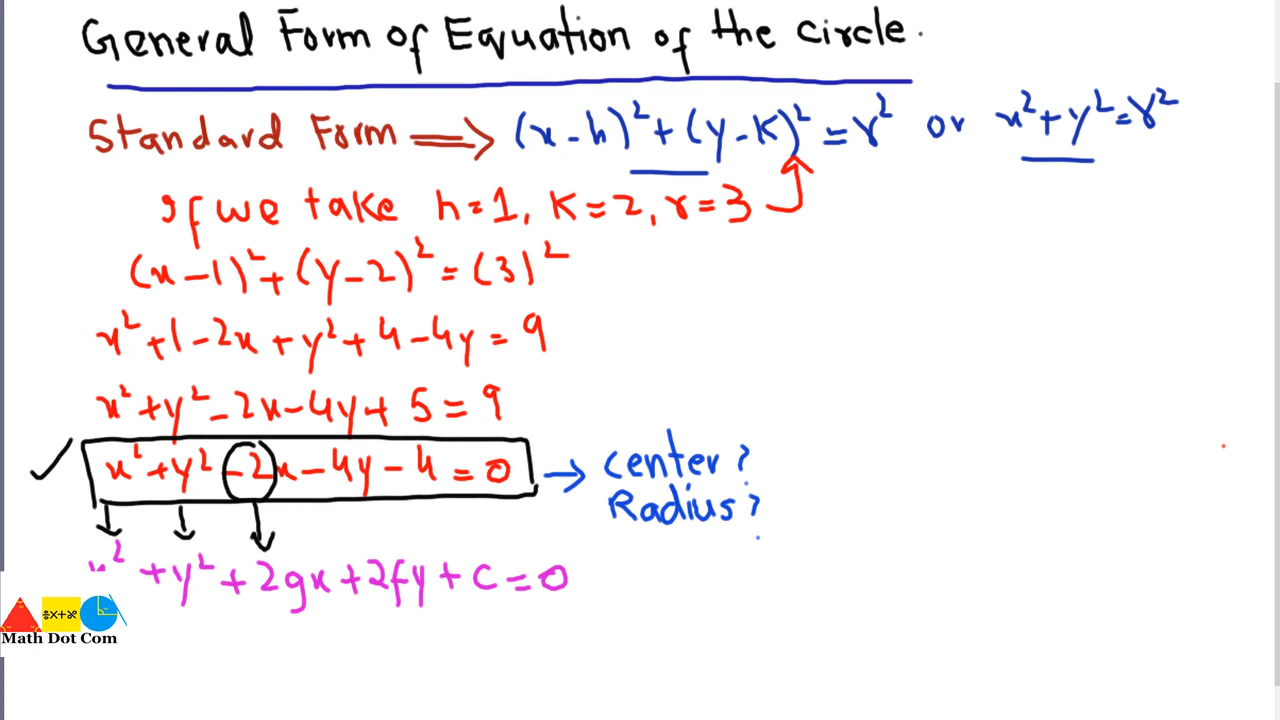 General Form of Equation of the circle.
Standard Form ⟹ (x-h)²+(y-k)²=r² or x²+y²=r²
If we take h=1, k=2, r=3
(x-1)²+(y-2)²=(3)²
x²+1-2x+y²+4-4y=9
x²+y²-2x-4y+5=9
x²+y²-2x-4y-4=0 → center?
Radius?
x²+y²+2gx+2fy+c=0
Math Dot Com